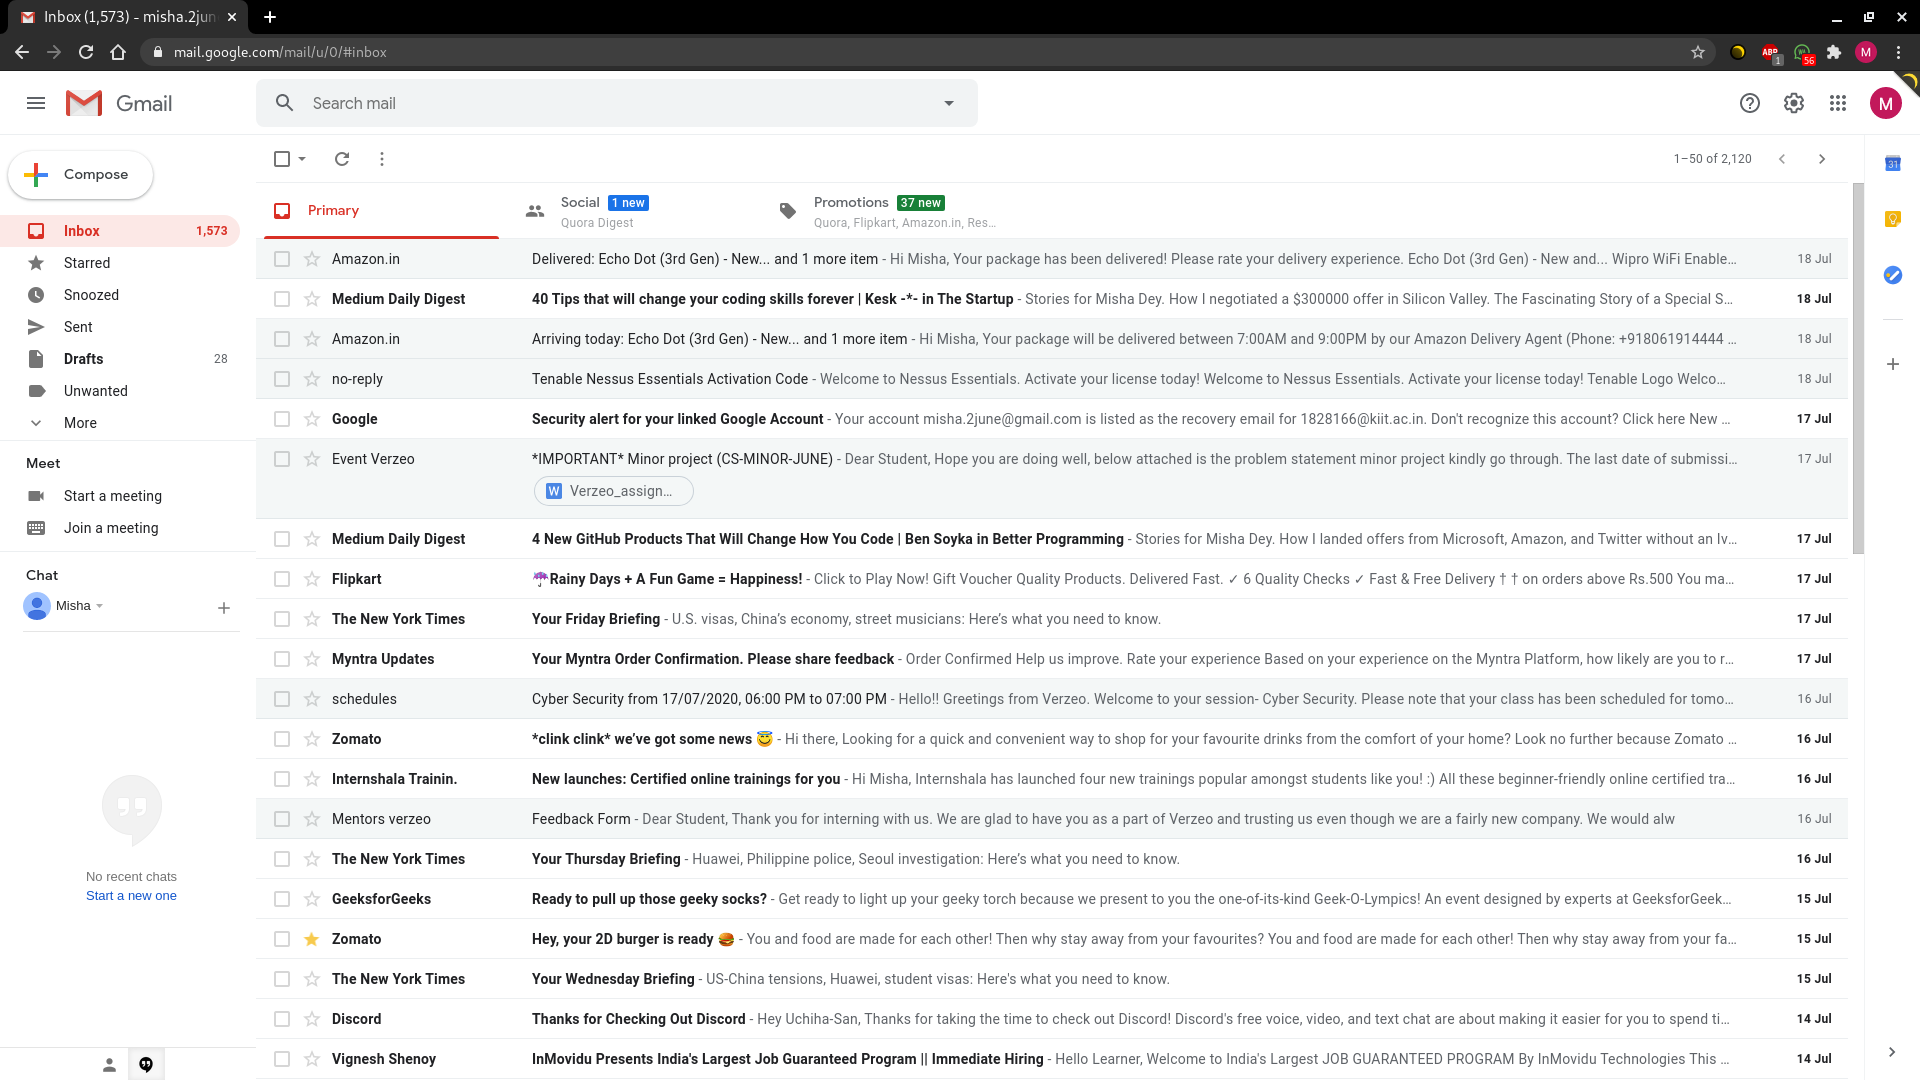 Inbox (1,573) - misha.2jun
mail.google.com/mail/u/0/#inbox
ABP
1
56
M
Gmail
Search mail
M
Compose
1–50 of 2,120
31
Primary
Social 1 new
Quora Digest
Promotions 37 new
Quora, Flipkart, Amazon.in, Res…
Inbox 1,573
Starred
Snoozed
Sent
Drafts 28
Unwanted
More
Meet
Start a meeting
Join a meeting
Chat
Misha
No recent chats
Start a new one
Amazon.in Delivered: Echo Dot (3rd Gen) - New... and 1 more item - Hi Misha, Your package has been delivered! Please rate your delivery experience. Echo Dot (3rd Gen) - New and... Wipro WiFi Enable… 18 Jul
Medium Daily Digest 40 Tips that will change your coding skills forever | Kesk -*- in The Startup - Stories for Misha Dey. How I negotiated a $300000 offer in Silicon Valley. The Fascinating Story of a Special S… 18 Jul
Amazon.in Arriving today: Echo Dot (3rd Gen) - New... and 1 more item - Hi Misha, Your package will be delivered between 7:00AM and 9:00PM by our Amazon Delivery Agent (Phone: +918061914444 … 18 Jul
no-reply Tenable Nessus Essentials Activation Code - Welcome to Nessus Essentials. Activate your license today! Welcome to Nessus Essentials. Activate your license today! Tenable Logo Welco… 18 Jul
Google Security alert for your linked Google Account - Your account misha.2june@gmail.com is listed as the recovery email for 1828166@kiit.ac.in. Don't recognize this account? Click here New … 17 Jul
Event Verzeo *IMPORTANT* Minor project (CS-MINOR-JUNE) - Dear Student, Hope you are doing well, below attached is the problem statement minor project kindly go through. The last date of submissi… 17 Jul
W Verzeo_assign…
Medium Daily Digest 4 New GitHub Products That Will Change How You Code | Ben Soyka in Better Programming - Stories for Misha Dey. How I landed offers from Microsoft, Amazon, and Twitter without an Iv… 17 Jul
Flipkart ☔Rainy Days + A Fun Game = Happiness! - Click to Play Now! Gift Voucher Quality Products. Delivered Fast. ✓ 6 Quality Checks ✓ Fast & Free Delivery † † on orders above Rs.500 You ma… 17 Jul
The New York Times Your Friday Briefing - U.S. visas, China’s economy, street musicians: Here’s what you need to know. 17 Jul
Myntra Updates Your Myntra Order Confirmation. Please share feedback - Order Confirmed Help us improve. Rate your experience Based on your experience on the Myntra Platform, how likely are you to r… 17 Jul
schedules Cyber Security from 17/07/2020, 06:00 PM to 07:00 PM - Hello!! Greetings from Verzeo. Welcome to your session- Cyber Security. Please note that your class has been scheduled for tomo… 16 Jul
Zomato *clink clink* we’ve got some news 😇 - Hi there, Looking for a quick and convenient way to shop for your favourite drinks from the comfort of your home? Look no further because Zomato … 16 Jul
Internshala Trainin. New launches: Certified online trainings for you - Hi Misha, Internshala has launched four new trainings popular amongst students like you! :) All these beginner-friendly online certified tra… 16 Jul
Mentors verzeo Feedback Form - Dear Student, Thank you for interning with us. We are glad to have you as a part of Verzeo and trusting us even though we are a fairly new company. We would alw 16 Jul
The New York Times Your Thursday Briefing - Huawei, Philippine police, Seoul investigation: Here’s what you need to know. 16 Jul
GeeksforGeeks Ready to pull up those geeky socks? - Get ready to light up your geeky torch because we present to you the one-of-its-kind Geek-O-Lympics! An event designed by experts at GeeksforGeek… 15 Jul
Zomato Hey, your 2D burger is ready 🍔 - You and food are made for each other! Then why stay away from your favourites? You and food are made for each other! Then why stay away from your fa… 15 Jul
The New York Times Your Wednesday Briefing - US-China tensions, Huawei, student visas: Here's what you need to know. 15 Jul
Discord Thanks for Checking Out Discord - Hey Uchiha-San, Thanks for taking the time to check out Discord! Discord's free voice, video, and text chat are about making it easier for you to spend ti… 14 Jul
Vignesh Shenoy InMovidu Presents India's Largest Job Guaranteed Program || Immediate Hiring - Hello Learner, Welcome to India's Largest JOB GUARANTEED PROGRAM By InMovidu Technologies This … 14 Jul